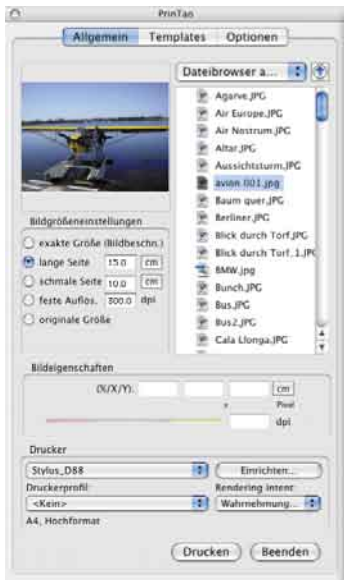 PrinTao
Allgemein Templates Optionen
Dateibrowser a...
Agarve.JPG
Air Europe.JPG
Air Nostrum.JPG
Altar.JPG
Aussichtsturm.JPG
avion 001.jpg
Baum quer.JPG
Berliner.JPG
Blick durch Torf.JPG
Blick durch Torf_1.JPG
BMW.jpg
Bunch.JPG
Bus.JPG
Bus2.JPG
Cala Llonga.JPG
Bildgrößeneinstellungen
exakte Größe (Bildbeschn.)
lange Seite 15.0 cm
schmale Seite 10.0 cm
feste Auflös. 300.0 dpi
originale Größe
Bildeigenschaften
(%/X/Y): cm
x Pixel
dpi
Drucker
Stylus_D88 Einrichten...
Druckerprofil: Rendering Intent:
<Kein> Wahrnehmung...
A4, Hochformat
Drucken Beenden